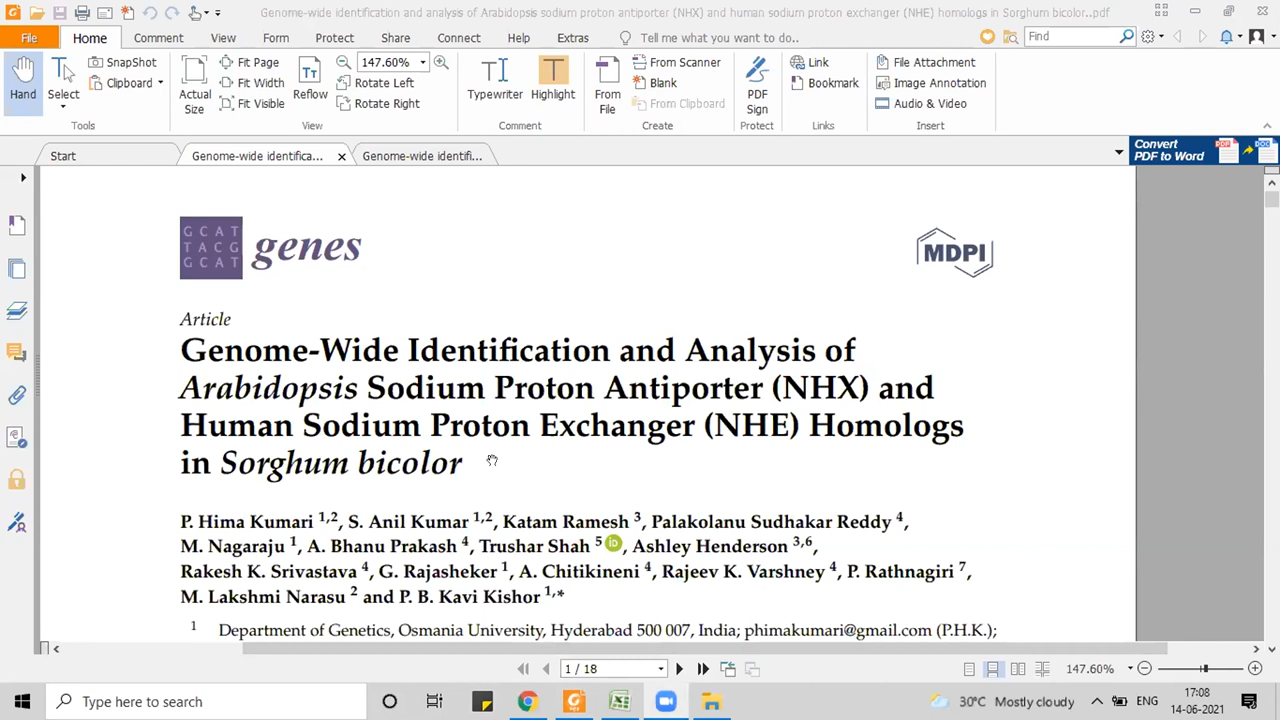 Genome-wide identification and analysis of Arabidopsis sodium proton antiporter (NHX) and human sodium proton exchanger (NHE) homologs in Sorghum bicolor..pdf
File Home Comment View Form Protect Share Connect Help Extras Tell me what you want to do.. Find
Hand
Select
SnapShot
Clipboard
Tools
Actual
Size
Fit Page
Fit Width
Fit Visible
Reflow
147.60%
Rotate Left
Rotate Right
View
Typewriter
Highlight
Comment
From
File
From Scanner
Blank
From Clipboard
Create
PDF
Sign
Protect
Link
Bookmark
Links
File Attachment
Image Annotation
Audio & Video
Insert
Start
Genome-wide identifica...
Genome-wide identifi...
Convert
PDF to Word
GCAT
TACG
GCAT
genes
MDPI
Article
Genome-Wide Identification and Analysis of
Arabidopsis Sodium Proton Antiporter (NHX) and
Human Sodium Proton Exchanger (NHE) Homologs
in Sorghum bicolor
P. Hima Kumari 1,2, S. Anil Kumar 1,2, Katam Ramesh 3, Palakolanu Sudhakar Reddy 4,
M. Nagaraju 1, A. Bhanu Prakash 4, Trushar Shah 5 iD, Ashley Henderson 3,6,
Rakesh K. Srivastava 4, G. Rajasheker 1, A. Chitikineni 4, Rajeev K. Varshney 4, P. Rathnagiri 7,
M. Lakshmi Narasu 2 and P. B. Kavi Kishor 1,*
1 Department of Genetics, Osmania University, Hyderabad 500 007, India; phimakumari@gmail.com (P.H.K.);
1 / 18
147.60%
Type here to search
30°C Mostly cloudy
ENG
17:08
14-06-2021